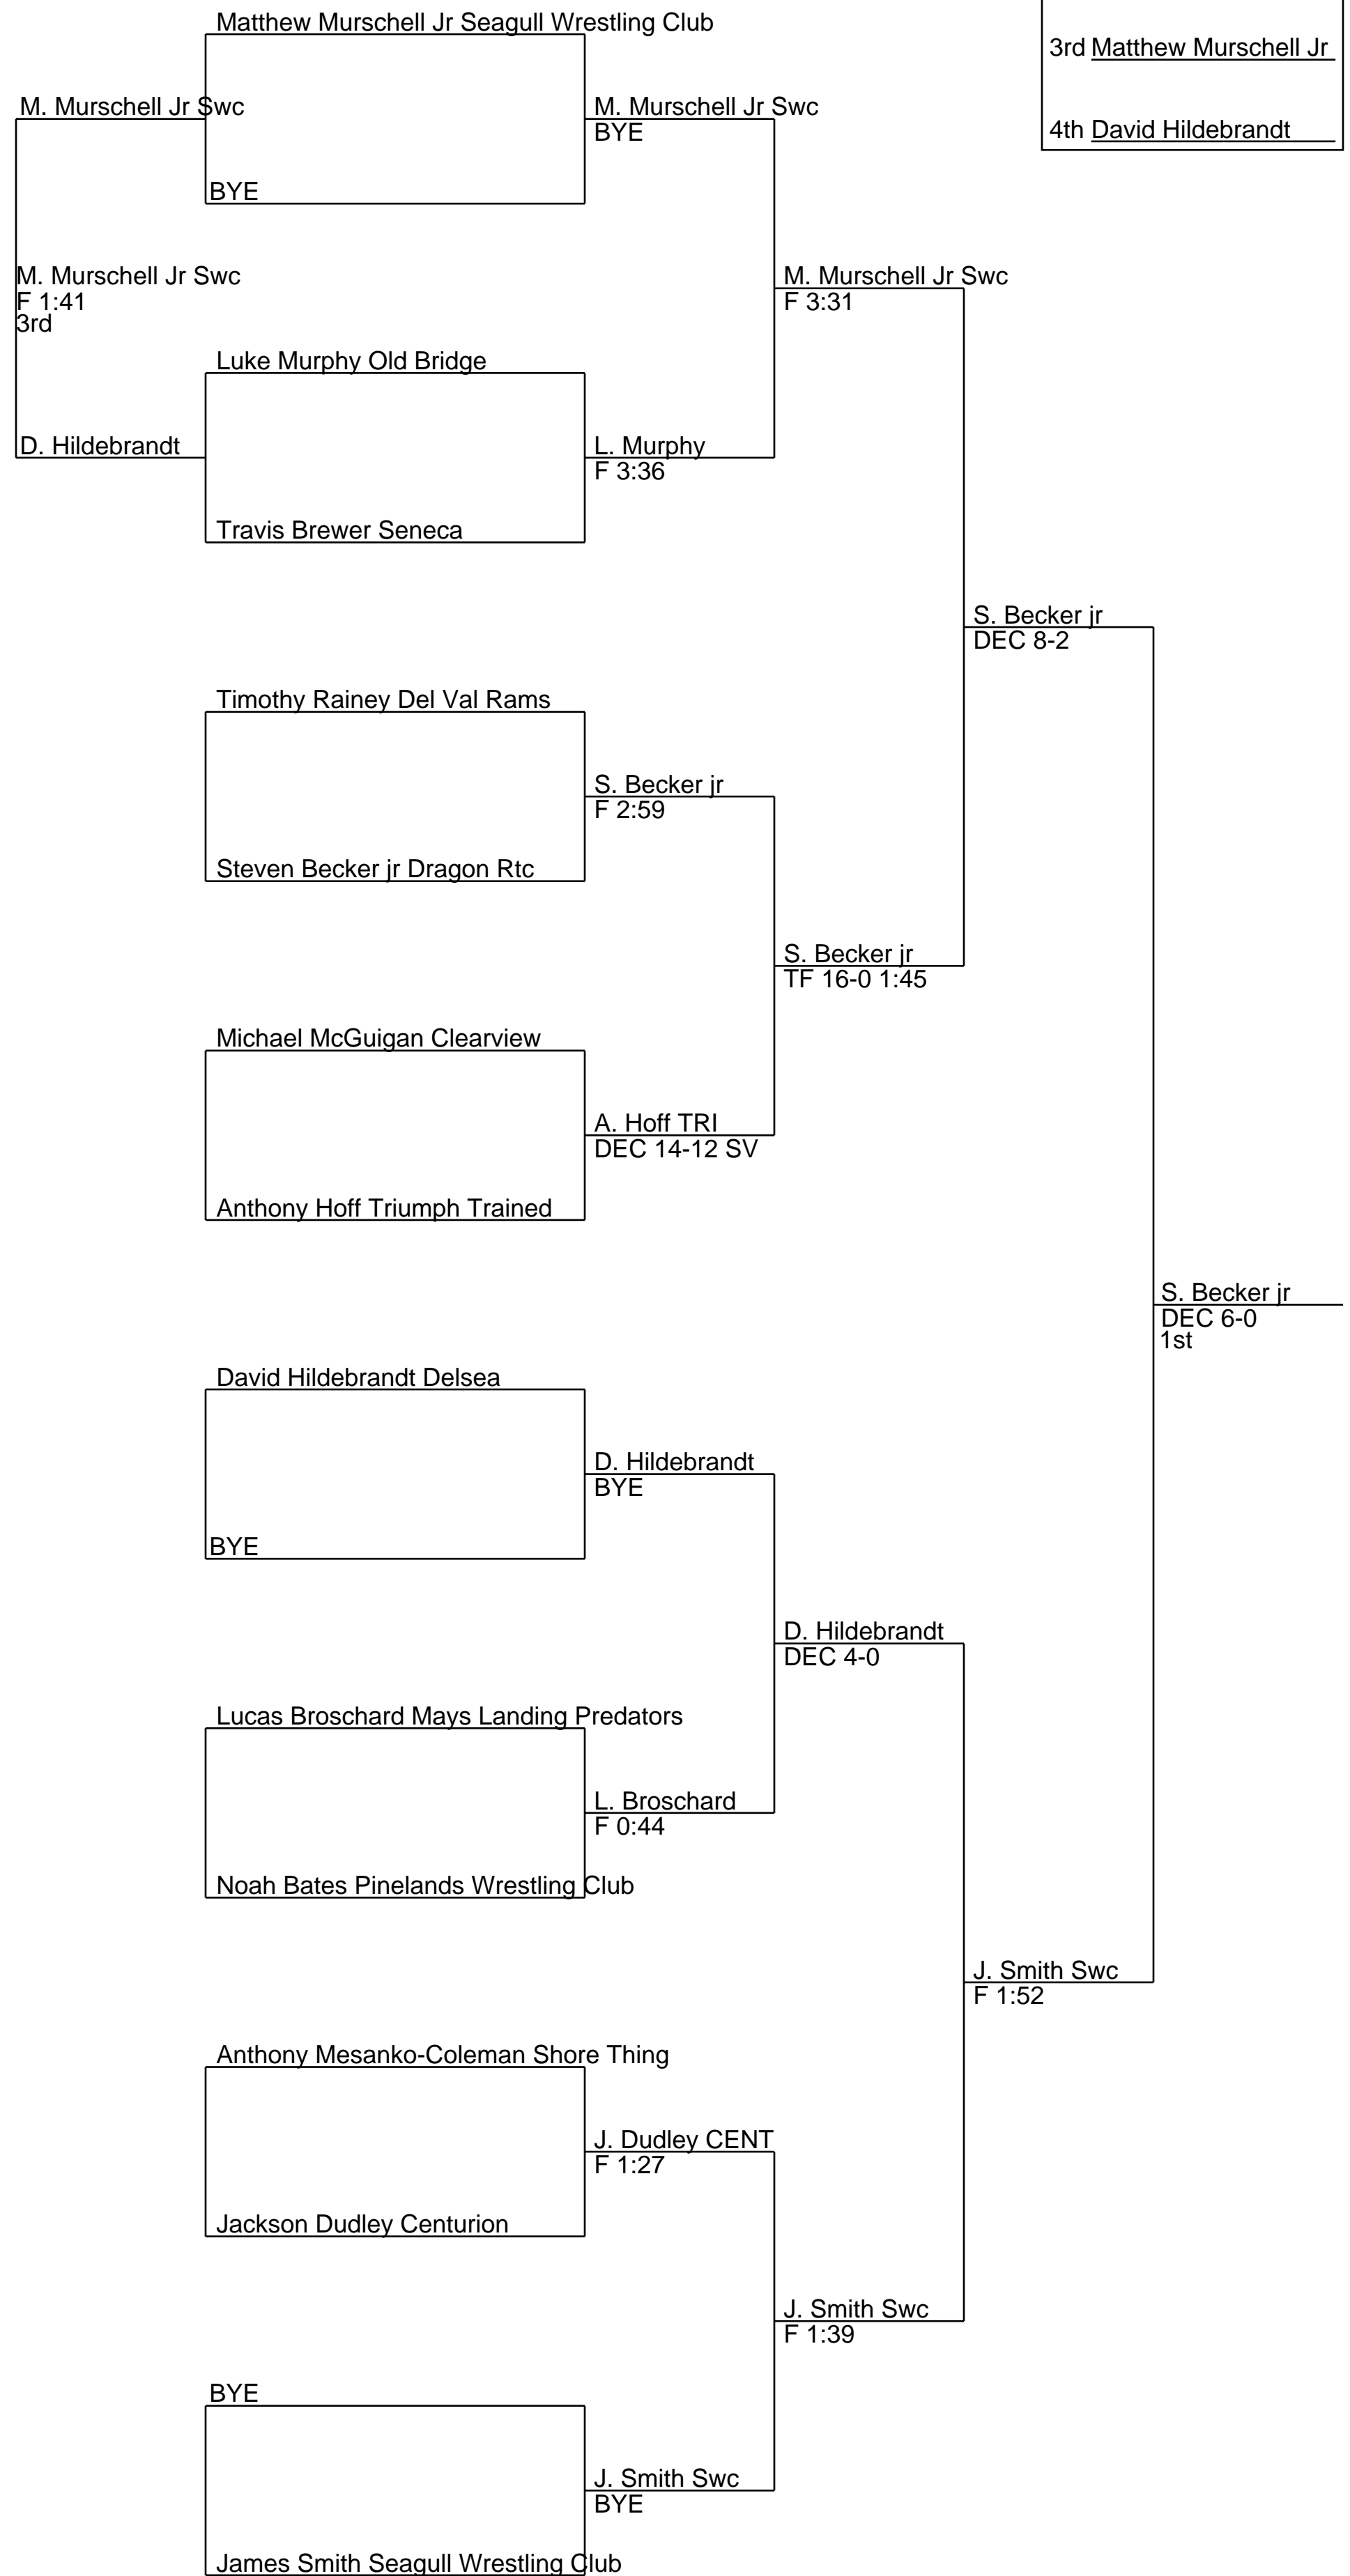 Matthew Murschell Jr Seagull Wrestling Club
3rd Matthew Murschell Jr
M. Murschell Jr Swc
M. Murschell Jr Swc
BYE
4th David Hildebrandt
BYE
M. Murschell Jr Swc
F 1:41
3rd
M. Murschell Jr Swc
F 3:31
Luke Murphy Old Bridge
D. Hildebrandt
L. Murphy
F 3:36
Travis Brewer Seneca
S. Becker jr
DEC 8-2
Timothy Rainey Del Val Rams
S. Becker jr
F 2:59
Steven Becker jr Dragon Rtc
S. Becker jr
TF 16-0 1:45
Michael McGuigan Clearview
A. Hoff TRI
DEC 14-12 SV
Anthony Hoff Triumph Trained
S. Becker jr
DEC 6-0
1st
David Hildebrandt Delsea
D. Hildebrandt
BYE
BYE
D. Hildebrandt
DEC 4-0
Lucas Broschard Mays Landing Predators
L. Broschard
F 0:44
Noah Bates Pinelands Wrestling Club
J. Smith Swc
F 1:52
Anthony Mesanko-Coleman Shore Thing
J. Dudley CENT
F 1:27
Jackson Dudley Centurion
J. Smith Swc
F 1:39
BYE
J. Smith Swc
BYE
James Smith Seagull Wrestling Club